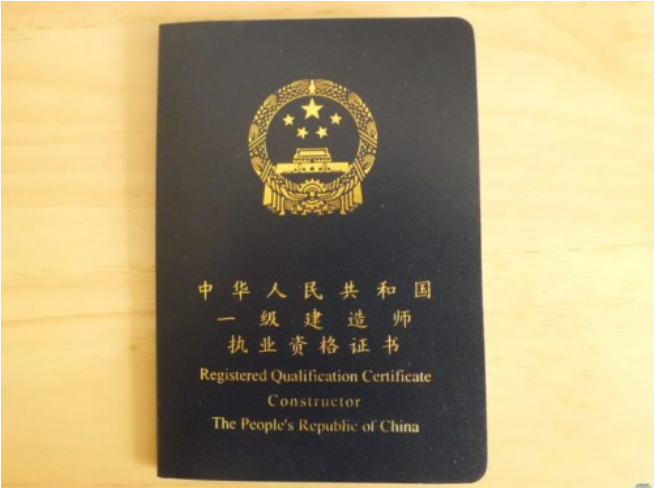 中华人民共和国
一级建造师
执业资格证书
Registered Qualification Certificate
Constructor
The People's Republic of China